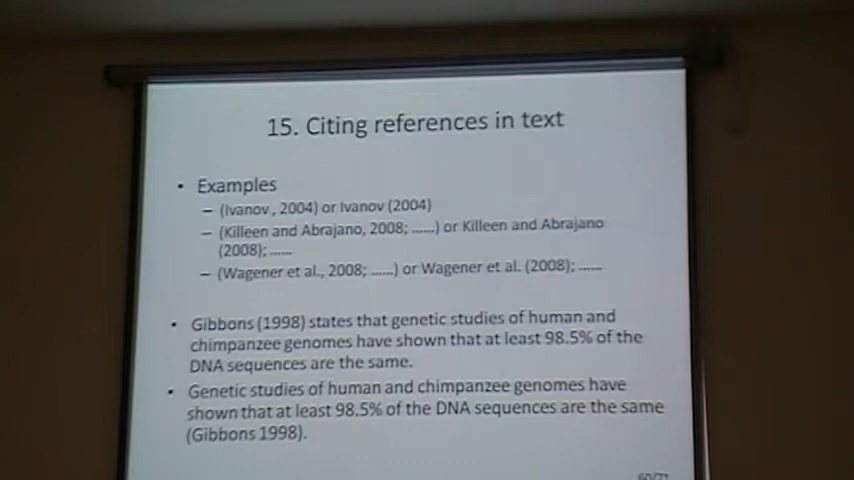 15. Citing references in text
• Examples
– (Ivanov , 2004) or Ivanov (2004)
– (Killeen and Abrajano, 2008; ......) or Killeen and Abrajano
(2008); ......
– (Wagener et al., 2008; ......) or Wagener et al. (2008); ......
• Gibbons (1998) states that genetic studies of human and
chimpanzee genomes have shown that at least 98.5% of the
DNA sequences are the same.
• Genetic studies of human and chimpanzee genomes have
shown that at least 98.5% of the DNA sequences are the same
(Gibbons 1998).
60/71